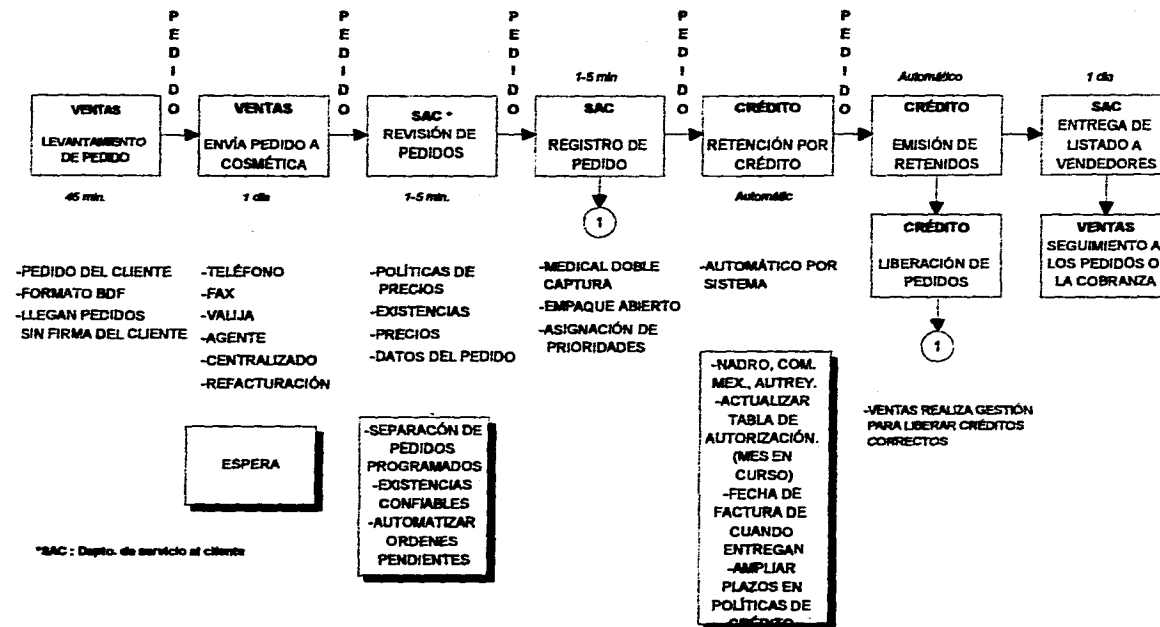 PEDIDO
PEDIDO
PEDIDO
PEDIDO
PEDIDO
VENTAS
LEVANTAMIENTO
DE PEDIDO
45 min.
VENTAS
ENVÍA PEDIDO A
COSMÉTICA
1 dia
SAC *
REVISIÓN DE
PEDIDOS
1-5 min.
1-5 min
SAC
REGISTRO DE
PEDIDO
1
CRÉDITO
RETENCIÓN POR
CRÉDITO
Automátic
Automático
CRÉDITO
EMISIÓN DE
RETENIDOS
CRÉDITO
LIBERACIÓN DE
PEDIDOS
1
1 dia
SAC
ENTREGA DE
LISTADO A
VENDEDORES
VENTAS
SEGUIMIENTO A
LOS PEDIDOS O
LA COBRANZA
-PEDIDO DEL CLIENTE
-FORMATO BDF
-LLEGAN PEDIDOS
SIN FIRMA DEL CLIENTE
-TELÉFONO
-FAX
-VALIJA
-AGENTE
-CENTRALIZADO
-REFACTURACIÓN
-POLÍTICAS DE
PRECIOS
-EXISTENCIAS
-PRECIOS
-DATOS DEL PEDIDO
-MEDICAL DOBLE
CAPTURA
-EMPAQUE ABIERTO
-ASIGNACIÓN DE
PRIORIDADES
-AUTOMÁTICO POR
SISTEMA
-VENTAS REALIZA GESTIÓN
PARA LIBERAR CRÉDITOS
CORRECTOS
ESPERA
-SEPARACÓN DE
PEDIDOS
PROGRAMADOS
-EXISTENCIAS
CONFIABLES
-AUTOMATIZAR
ORDENES
PENDIENTES
-NADRO, COM.
MEX., AUTREY.
-ACTUALIZAR
TABLA DE
AUTORIZACIÓN.
(MES EN
CURSO)
-FECHA DE
FACTURA DE
CUANDO
ENTREGAN
-AMPLIAR
PLAZOS EN
POLÍTICAS DE
CRÉDITO
*SAC : Depto. de servicio al cliente